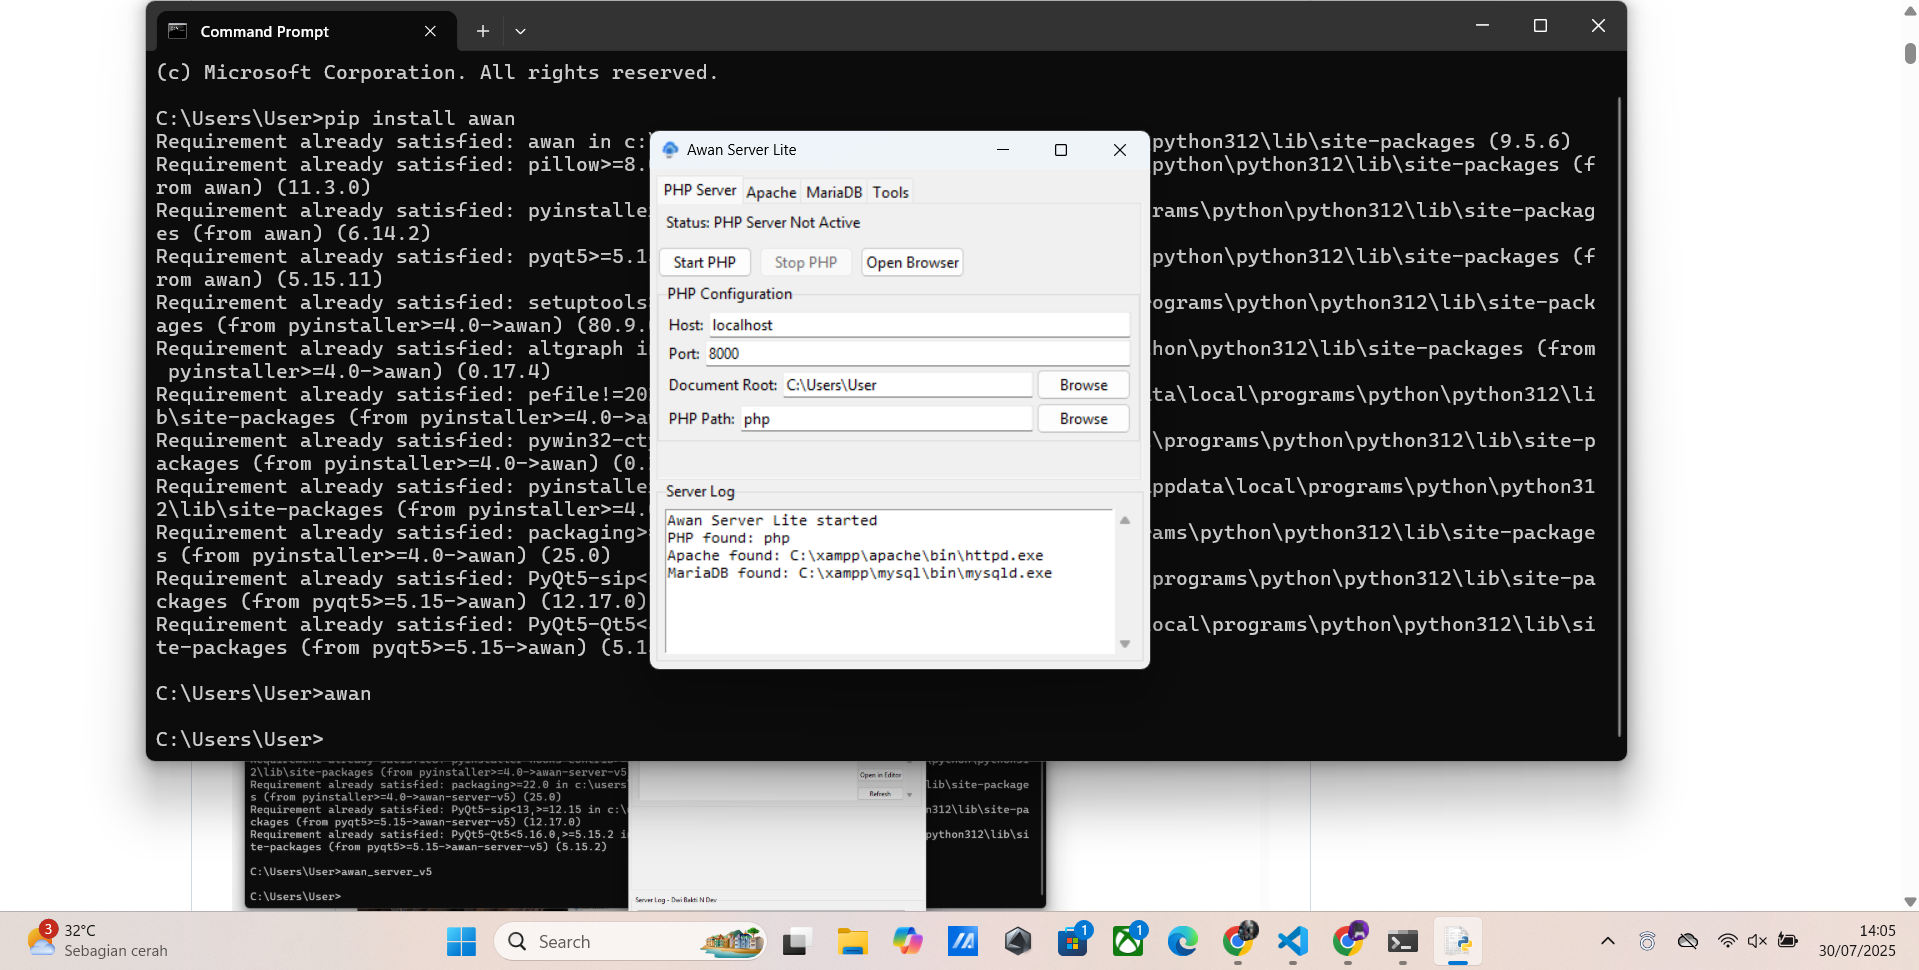 Command Prompt
(c) Microsoft Corporation. All rights reserved.
C:\Users\User>pip install awan
Requirement already satisfied: awan in c:\
python312\lib\site-packages (9.5.6)
Requirement already satisfied: pillow>=8.
python\python312\lib\site-packages (f
rom awan) (11.3.0)
Requirement already satisfied: pyinstalle
rams\python\python312\lib\site-packag
es (from awan) (6.14.2)
Requirement already satisfied: pyqt5>=5.1
python\python312\lib\site-packages (f
rom awan) (5.15.11)
Requirement already satisfied: setuptools
ograms\python\python312\lib\site-pack
ages (from pyinstaller>=4.0->awan) (80.9.
Requirement already satisfied: altgraph i
hon\python312\lib\site-packages (from
pyinstaller>=4.0->awan) (0.17.4)
Requirement already satisfied: pefile!=20
ta\local\programs\python\python312\li
b\site-packages (from pyinstaller>=4.0->a
Requirement already satisfied: pywin32-ct
\programs\python\python312\lib\site-p
ackages (from pyinstaller>=4.0->awan) (0.
Requirement already satisfied: pyinstalle
ppdata\local\programs\python\python31
2\lib\site-packages (from pyinstaller>=4.
Requirement already satisfied: packaging>
ams\python\python312\lib\site-package
s (from pyinstaller>=4.0->awan) (25.0)
Requirement already satisfied: PyQt5-sip<
programs\python\python312\lib\site-pa
ckages (from pyqt5>=5.15->awan) (12.17.0)
Requirement already satisfied: PyQt5-Qt5<
ocal\programs\python\python312\lib\si
te-packages (from pyqt5>=5.15->awan) (5.1
C:\Users\User>awan
C:\Users\User>
Awan Server Lite
PHP Server Apache MariaDB Tools
Status: PHP Server Not Active
Start PHP Stop PHP Open Browser
PHP Configuration
Host: localhost
Port: 8000
Document Root: C:\Users\User Browse
PHP Path: php Browse
Server Log
Awan Server Lite started
PHP found: php
Apache found: C:\xampp\apache\bin\httpd.exe
MariaDB found: C:\xampp\mysql\bin\mysqld.exe
2\lib\site-packages (from pyinstaller>=4.0->awan-server-v5)
Requirement already satisfied: packaging>=22.0 in c:\users
lib\site-package
s (from pyinstaller>=4.0->awan-server-v5) (25.0)
Requirement already satisfied: PyQt5-sip<13,>=12.15 in c:\
n312\lib\site-pa
ckages (from pyqt5>=5.15->awan-server-v5) (12.17.0)
Requirement already satisfied: PyQt5-Qt5<5.16.0,>=5.15.2 i
python312\lib\si
te-packages (from pyqt5>=5.15->awan-server-v5) (5.15.2)
C:\Users\User>awan_server_v5
C:\Users\User>
Open in Editor
Refresh
Server Log - Dwi Bakti N Dev
3
32°C
Sebagian cerah
Search
1
1
14:05
30/07/2025